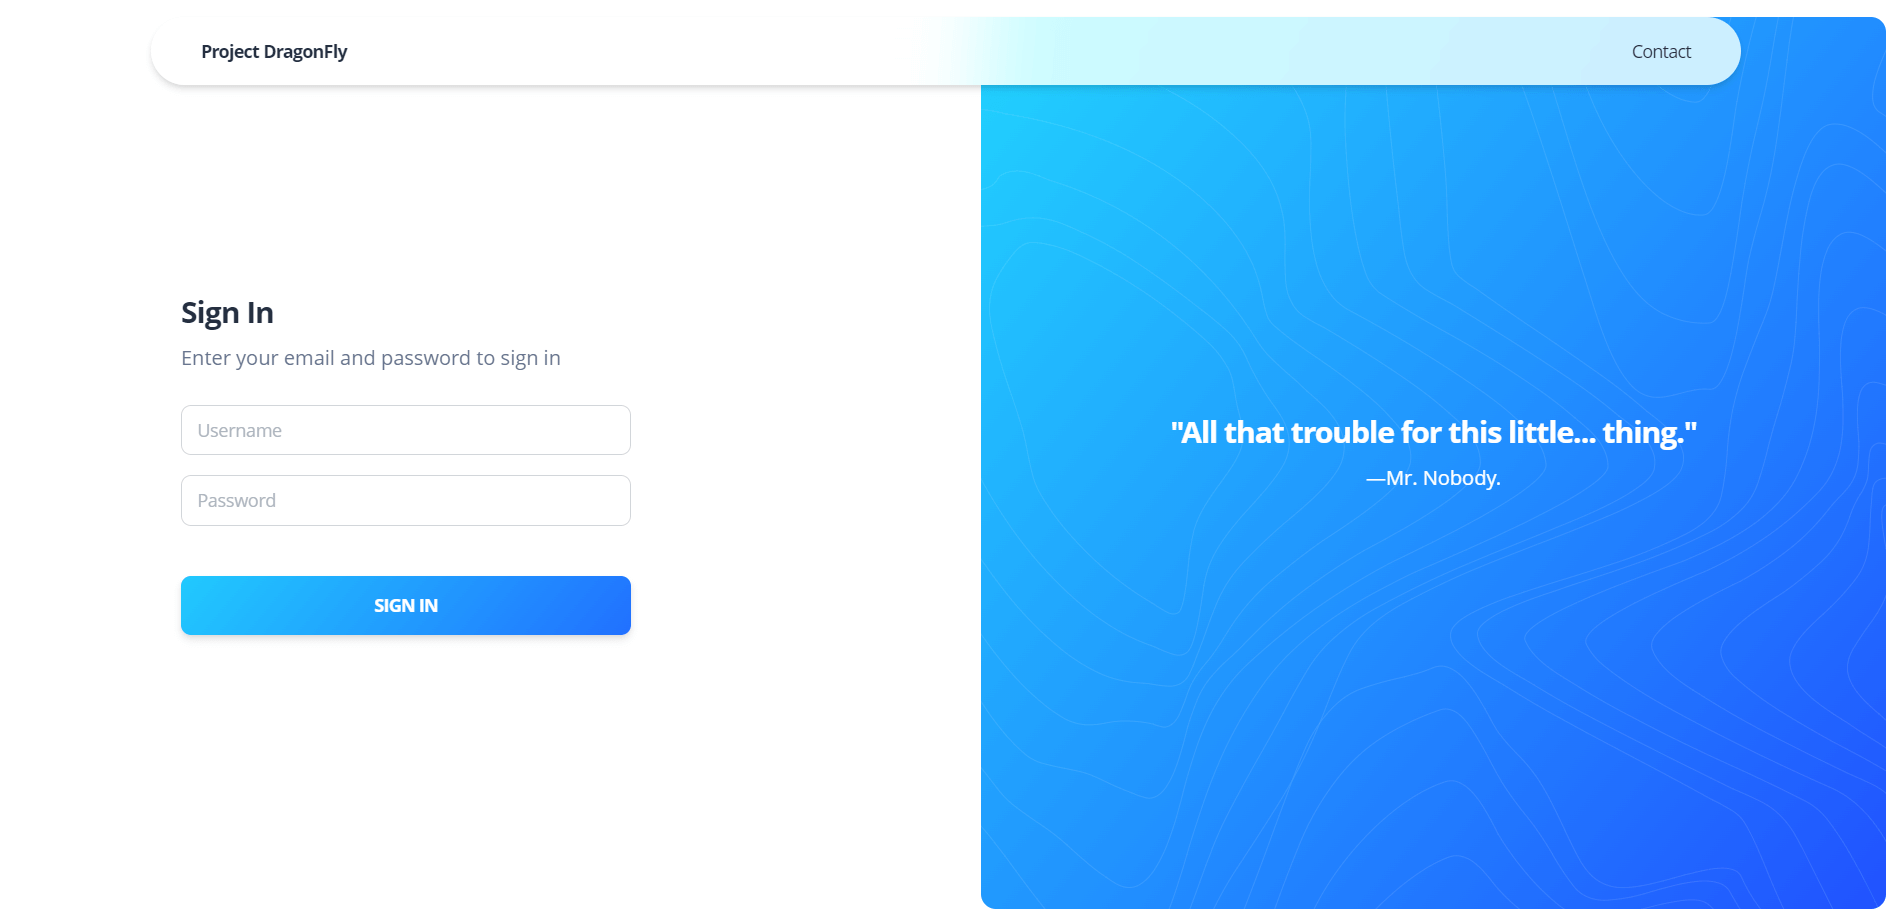 Project DragonFly
Contact
Sign In
Enter your email and password to sign in
Username
Password
SIGN IN
"All that trouble for this little... thing."
—Mr. Nobody.